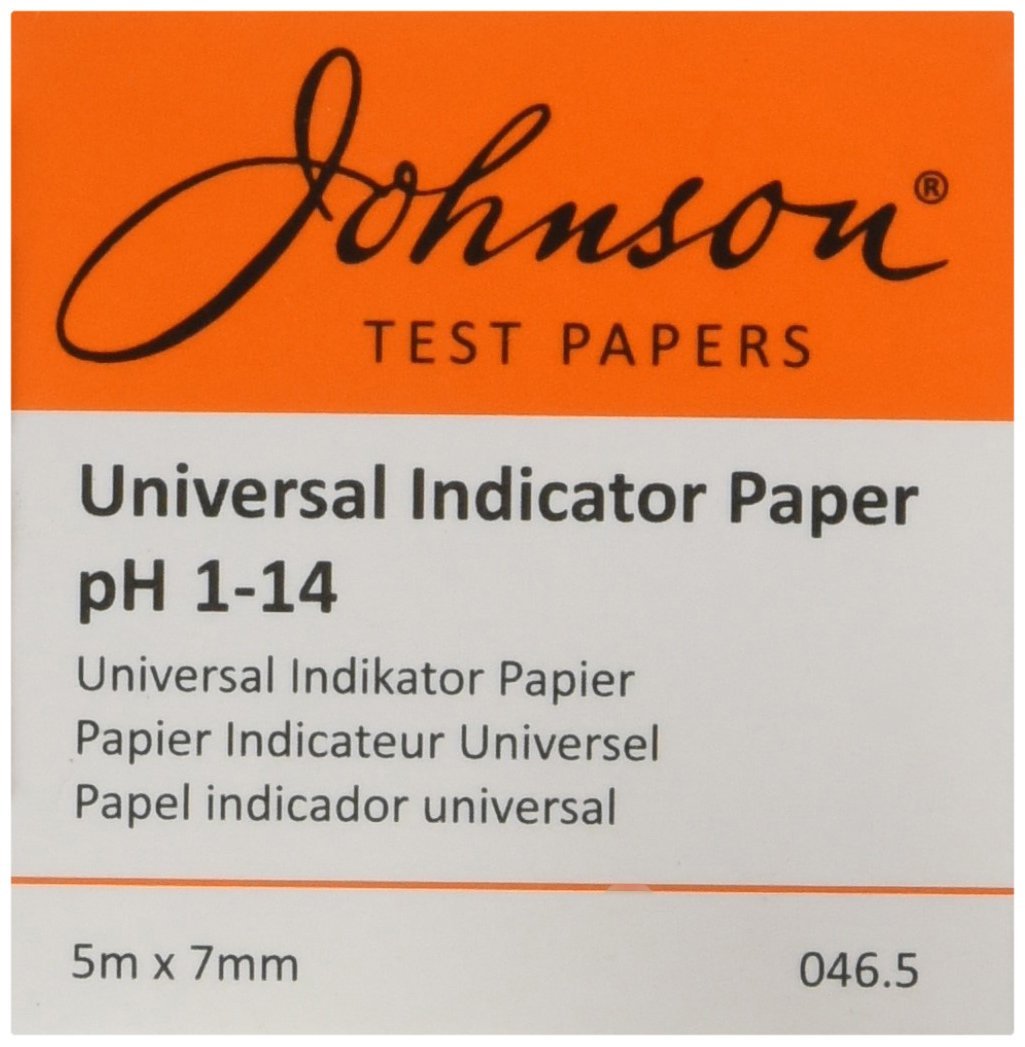 Johnson®
TEST PAPERS
Universal Indicator Paper
pH 1-14
Universal Indikator Papier
Papier Indicateur Universel
Papel indicador universal
5m x 7mm 046.5